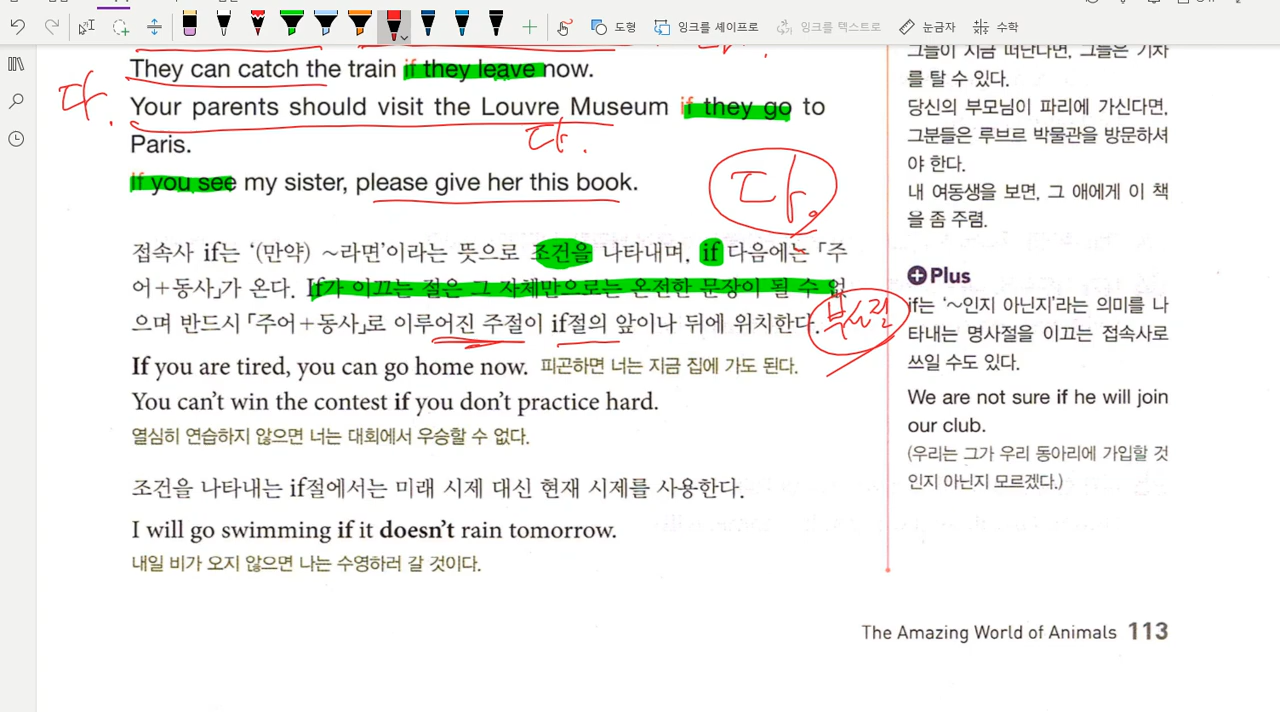 도형
잉크를 셰이프로
잉크를 텍스트로
눈금자
수학
They can catch the train if they leave now.
다.
Your parents should visit the Louvre Museum if they go to
Paris.
다.
If you see my sister, please give her this book.
다.
접속사 if는 '(만약) ~라면'이라는 뜻으로 조건을 나타내며, if 다음에는 「주
어+동사」가 온다. If가 이끄는 절은 그 자체만으로는 온전한 문장이 될 수 없
으며 반드시 「주어+동사」로 이루어진 주절이 if절의 앞이나 뒤에 위치한다.
If you are tired, you can go home now. 피곤하면 너는 지금 집에 가도 된다.
You can't win the contest if you don't practice hard.
열심히 연습하지 않으면 너는 대회에서 우승할 수 없다.
조건을 나타내는 if절에서는 미래 시제 대신 현재 시제를 사용한다.
I will go swimming if it doesn't rain tomorrow.
내일 비가 오지 않으면 나는 수영하러 갈 것이다.
그들이 지금 떠난다면, 그들은 기차
를 탈 수 있다.
당신의 부모님이 파리에 가신다면,
그분들은 루브르 박물관을 방문하셔
야 한다.
내 여동생을 보면, 그 애에게 이 책
을 좀 주렴.
Plus
if는 '~인지 아닌지'라는 의미를 나
타내는 명사절을 이끄는 접속사로
쓰일 수도 있다.
We are not sure if he will join
our club.
(우리는 그가 우리 동아리에 가입할 것
인지 아닌지 모르겠다.)
The Amazing World of Animals 113